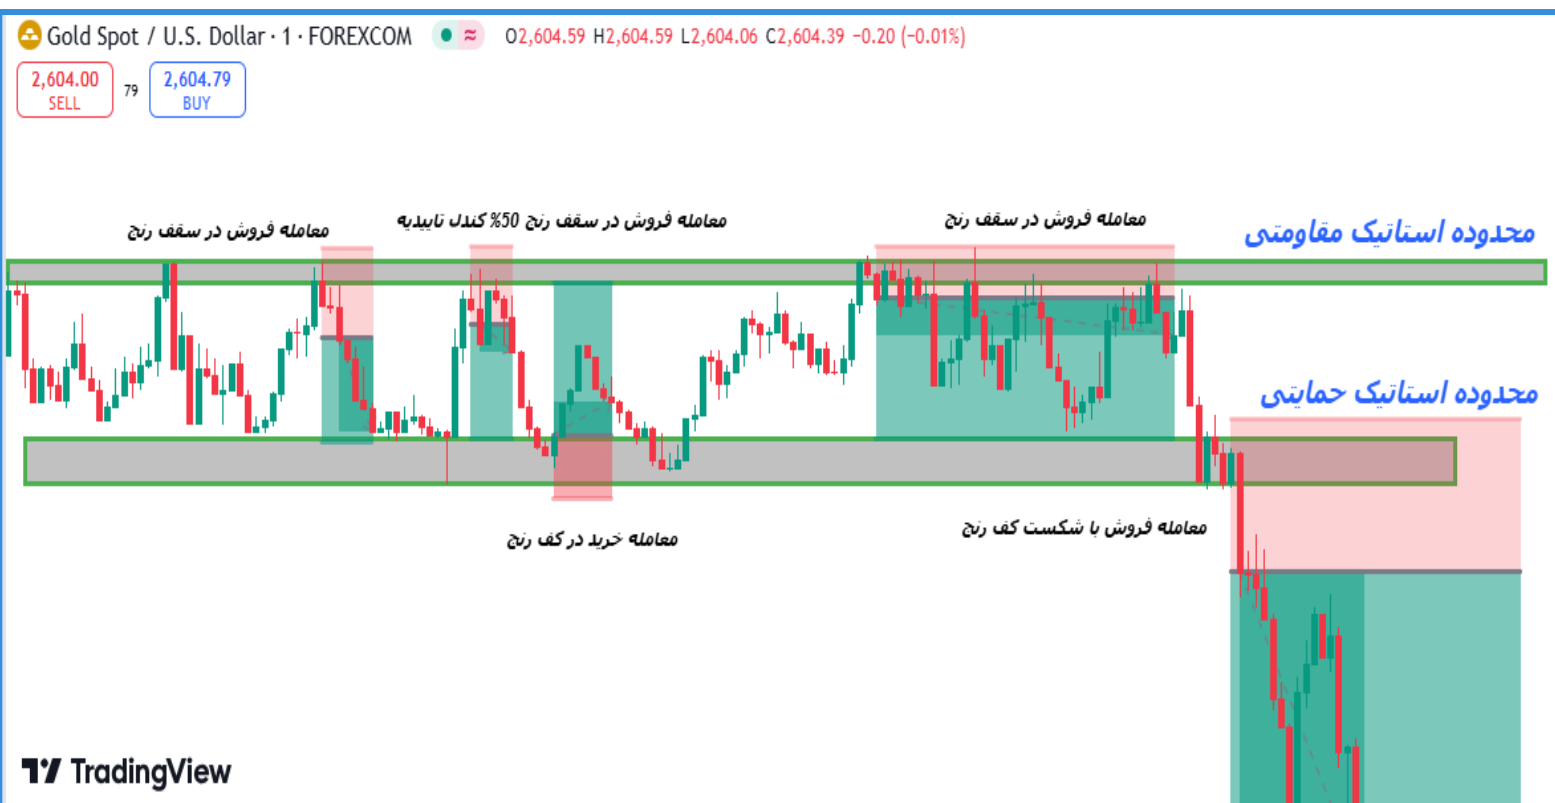 Gold Spot / U.S. Dollar · 1 · FOREXCOM ≈ O2,604.59 H2,604.59 L2,604.06 C2,604.39 −0.20 (−0.01%)
2,604.00
SELL
79
2,604.79
BUY
معامله فروش در سقف رنج
معامله فروش در سقف رنج 50% کندل تاییدیه
معامله فروش در سقف رنج
محدوده استاتیک مقاومتی
محدوده استاتیک حمایتی
معامله خرید در کف رنج
معامله فروش با شکست کف رنج
TradingView